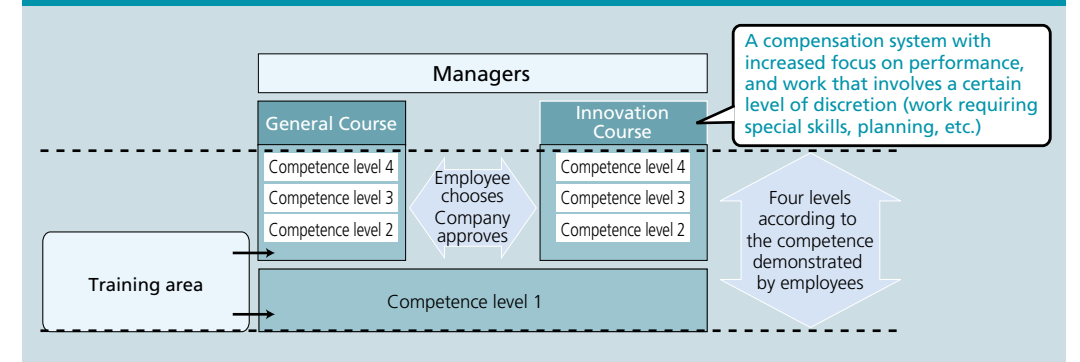 A compensation system with
increased focus on performance,
and work that involves a certain
level of discretion (work requiring
special skills, planning, etc.)
Managers
General Course
Innovation
Course
Competence level 4
Competence level 3
Competence level 2
Employee
chooses
Company
approves
Competence level 4
Competence level 3
Competence level 2
Four levels
according to
the competence
demonstrated
by employees
Training area
Competence level 1